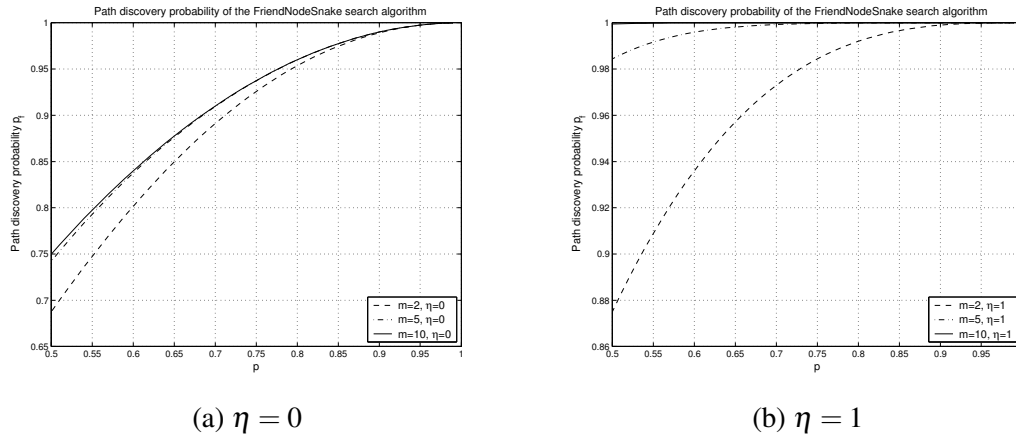 Path discovery probability of the FriendNodeSnake search algorithm
1
0.95
0.9
0.85
0.8
0.75
0.7
0.65
Path discovery probability p_i
0.5 0.55 0.6 0.65 0.7 0.75 0.8 0.85 0.9 0.95 1
p
m=2, η=0
m=5, η=0
m=10, η=0
(a) η = 0
Path discovery probability of the FriendNodeSnake search algorithm
1
0.98
0.96
0.94
0.92
0.9
0.88
0.86
Path discovery probability p_i
0.5 0.55 0.6 0.65 0.7 0.75 0.8 0.85 0.9 0.95
p
m=2, η=1
m=5, η=1
m=10, η=1
(b) η = 1